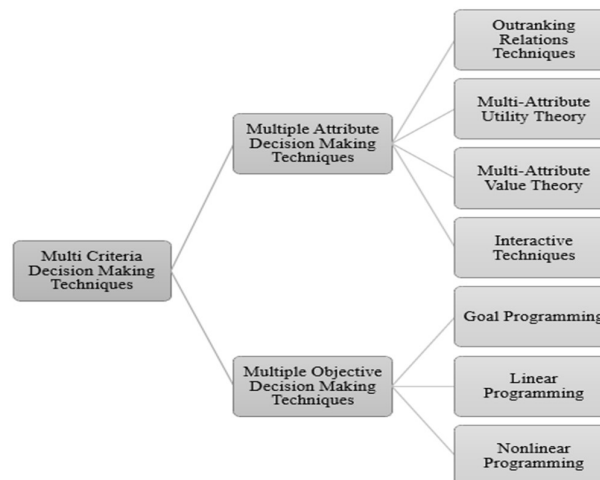 Outranking
Relations
Techniques
Multi-Attribute
Utility Theory
Multiple Attribute
Decision Making
Techniques
Multi-Attribute
Value Theory
Interactive
Techniques
Multi Criteria
Decision Making
Techniques
Goal Programming
Multiple Objective
Decision Making
Techniques
Linear
Programming
Nonlinear
Programming